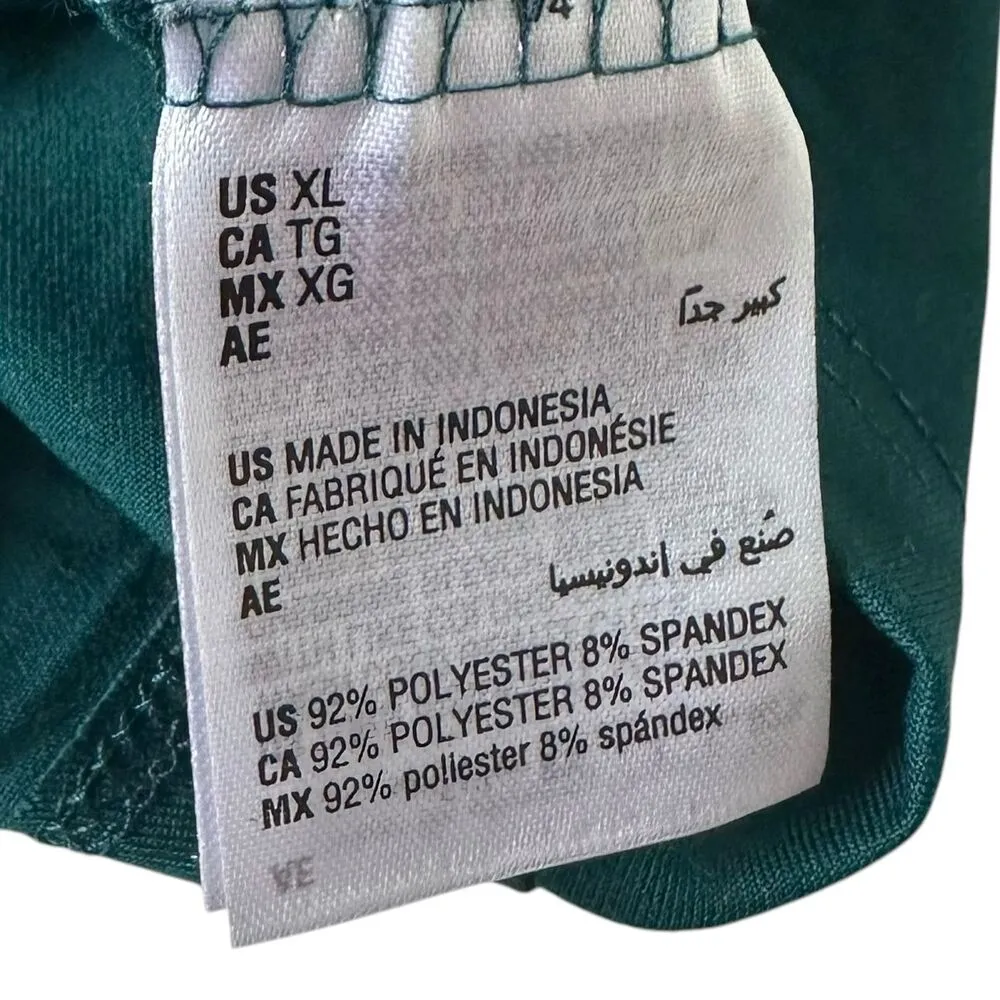 US XL
CA TG
MX XG
AE كبير جداً
US MADE IN INDONESIA
CA FABRIQUÉ EN INDONÉSIE
MX HECHO EN INDONESIA
AE صُنع في اندونيسيا
US 92% POLYESTER 8% SPANDEX
CA 92% POLYESTER 8% SPANDEX
MX 92% poliester 8% spándex